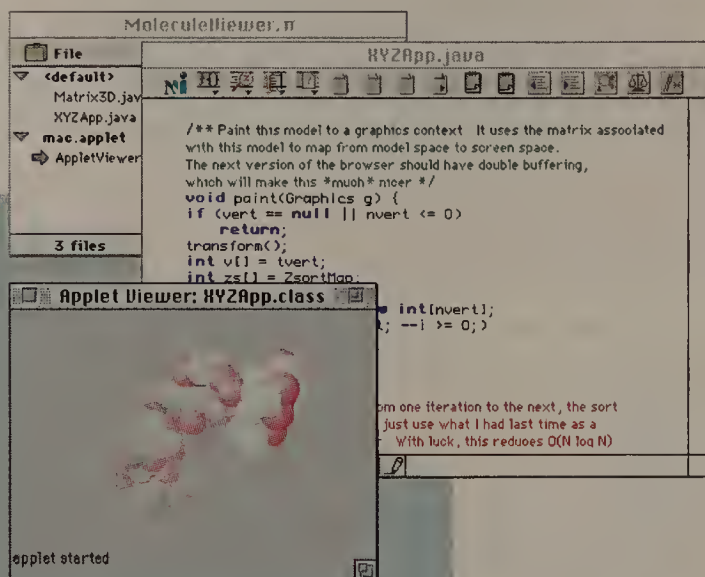 MoleculeViewer.π
File
<default>
Matrix3D.jav
XYZApp.java
mac.applet
AppletViewer
3 files
XYZApp.java
/** Paint this model to a graphics context It uses the matrix associated
with this model to map from model space to screen space.
The next version of the browser should have double buffering,
which will make this *much* nicer */
void paint(Graphics g) {
if (vert == null || nvert <= 0)
return;
transform();
int v[] = tvert;
int zs[] = ZsortMap;
int[nvert];
; --i >= 0;)
om one iteration to the next, the sort
just use what I had last time as a
With luck, this reduces O(N log N)
Applet Viewer: XYZApp.class
applet started